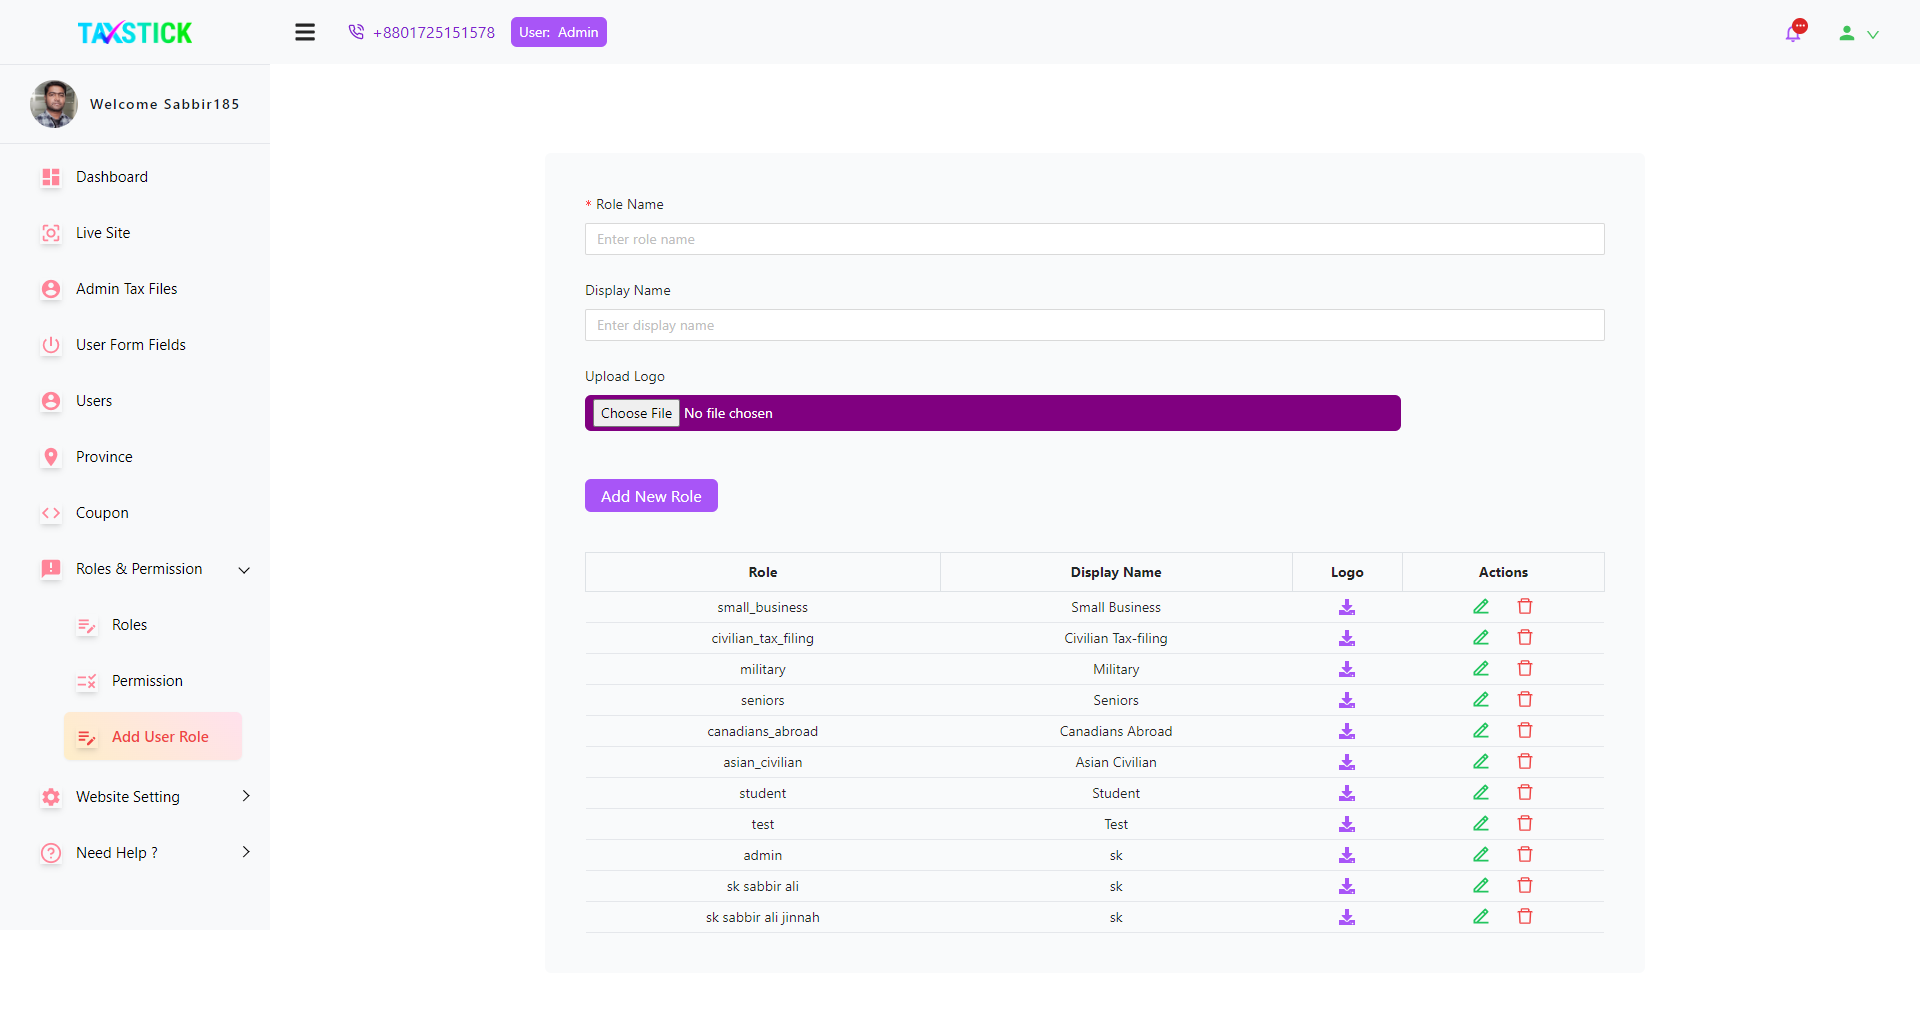 TAXSTICK
+8801725151578
User: Admin
Welcome Sabbir185
Dashboard
Live Site
Admin Tax Files
User Form Fields
Users
Province
Coupon
Roles & Permission
Roles
Permission
Add User Role
Website Setting
Need Help ?
* Role Name
Enter role name
Display Name
Enter display name
Upload Logo
Choose File No file chosen
Add New Role
Role Display Name Logo Actions
small_business Small Business
civilian_tax_filing Civilian Tax-filing
military Military
seniors Seniors
canadians_abroad Canadians Abroad
asian_civilian Asian Civilian
student Student
test Test
admin sk
sk sabbir ali sk
sk sabbir ali jinnah sk